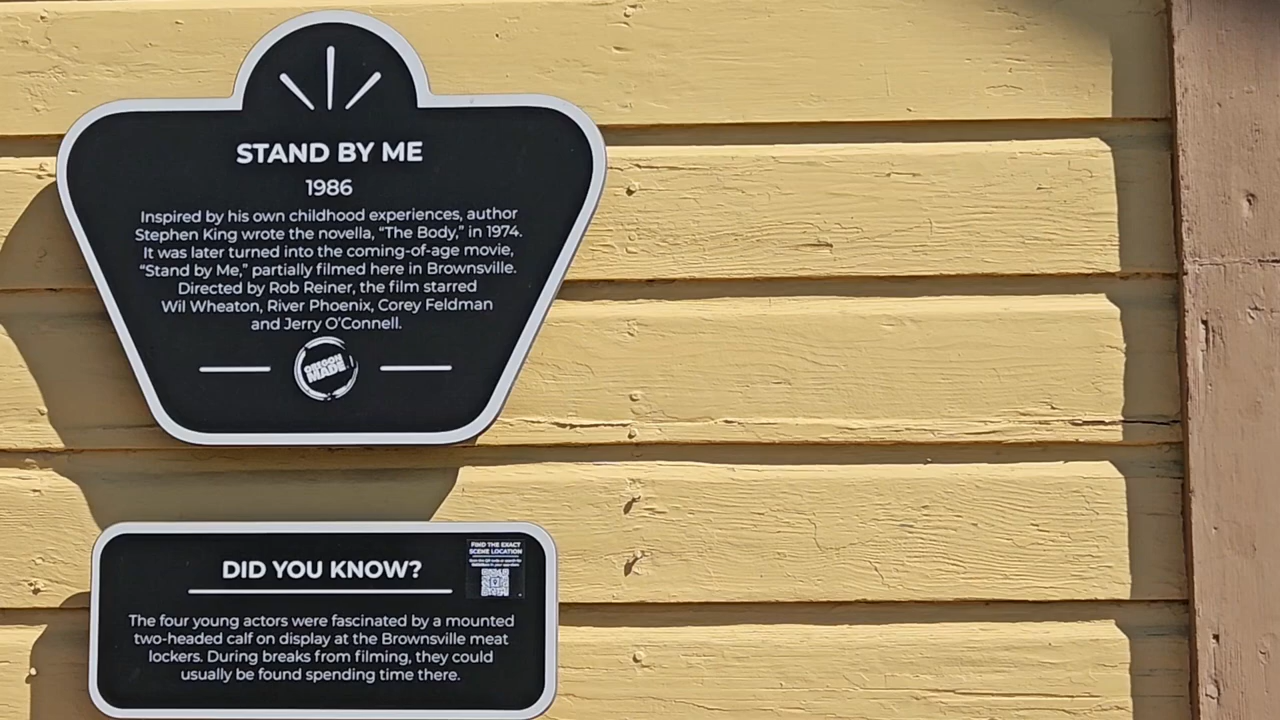 STAND BY ME
1986
Inspired by his own childhood experiences, author
Stephen King wrote the novella, “The Body,” in 1974.
It was later turned into the coming-of-age movie,
“Stand by Me,” partially filmed here in Brownsville.
Directed by Rob Reiner, the film starred
Wil Wheaton, River Phoenix, Corey Feldman
and Jerry O’Connell.
OREGON
MADE
DID YOU KNOW?
FIND THE EXACT
SCENE LOCATION
The four young actors were fascinated by a mounted
two-headed calf on display at the Brownsville meat
lockers. During breaks from filming, they could
usually be found spending time there.